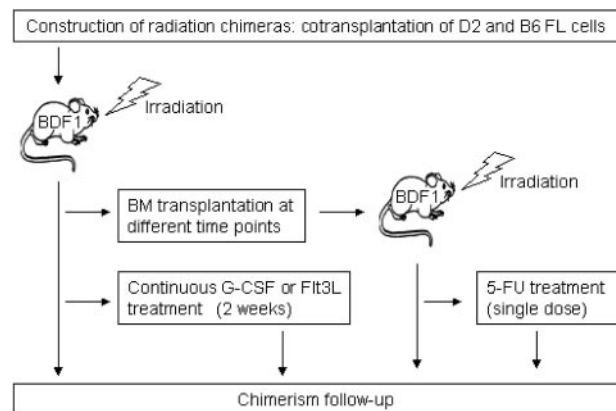 Construction of radiation chimeras: cotransplantation of D2 and B6 FL cells
Irradiation
BDF1
Irradiation
BDF1
BM transplantation at
different time points
Continuous G-CSF or Flt3L
treatment (2 weeks)
5-FU treatment
(single dose)
Chimerism follow-up